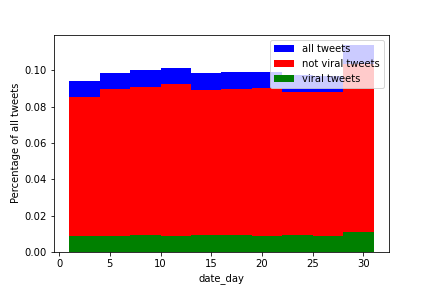 all tweets
not viral tweets
viral tweets
Percentage of all tweets
0.10
0.08
0.06
0.04
0.02
0.00
0
5
10
15
20
25
30
date_day